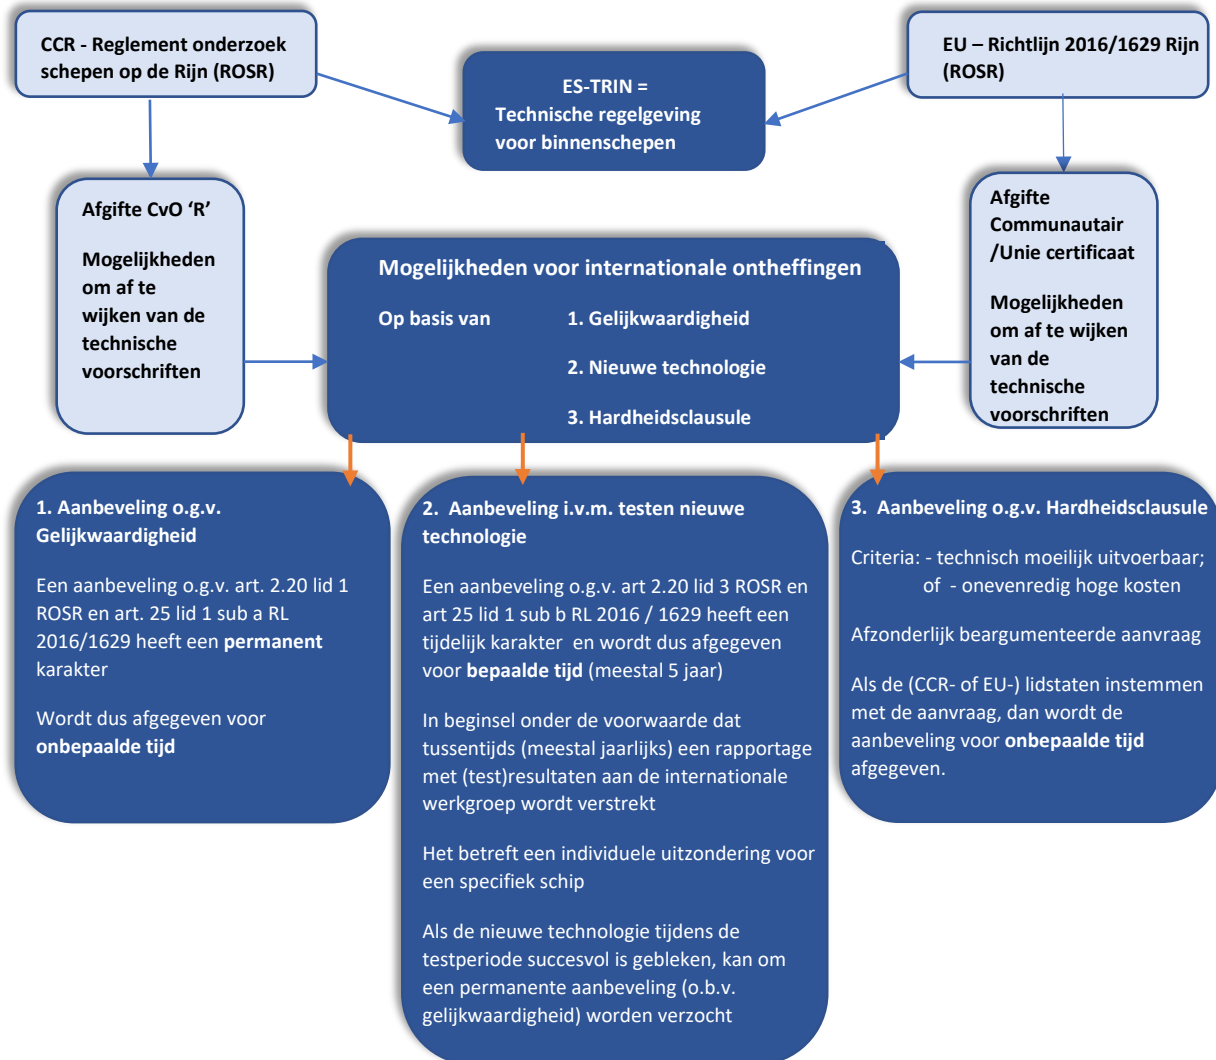 CCR - Reglement onderzoek
schepen op de Rijn (ROSR)
ES-TRIN =
Technische regelgeving
voor binnenschepen
EU – Richtlijn 2016/1629 Rijn
(ROSR)
Afgifte CvO ‘R’
Mogelijkheden
om af te
wijken van de
technische
voorschriften
Mogelijkheden voor internationale ontheffingen
Op basis van 1. Gelijkwaardigheid
2. Nieuwe technologie
3. Hardheidsclausule
Afgifte
Communautair
/Unie certificaat
Mogelijkheden
om af te wijken
van de
technische
voorschriften
1. Aanbeveling o.g.v.
Gelijkwaardigheid
Een aanbeveling o.g.v. art. 2.20 lid 1
ROSR en art. 25 lid 1 sub a RL
2016/1629 heeft een permanent
karakter
Wordt dus afgegeven voor
onbepaalde tijd
2. Aanbeveling i.v.m. testen nieuwe
technologie
Een aanbeveling o.g.v. art 2.20 lid 3 ROSR en
art 25 lid 1 sub b RL 2016 / 1629 heeft een
tijdelijk karakter en wordt dus afgegeven
voor bepaalde tijd (meestal 5 jaar)
In beginsel onder de voorwaarde dat
tussentijds (meestal jaarlijks) een rapportage
met (test)resultaten aan de internationale
werkgroep wordt verstrekt
Het betreft een individuele uitzondering voor
een specifiek schip
Als de nieuwe technologie tijdens de
testperiode succesvol is gebleken, kan om
een permanente aanbeveling (o.b.v.
gelijkwaardigheid) worden verzocht
3. Aanbeveling o.g.v. Hardheidsclausule
Criteria: - technisch moeilijk uitvoerbaar;
of - onevenredig hoge kosten
Afzonderlijk beargumenteerde aanvraag
Als de (CCR- of EU-) lidstaten instemmen
met de aanvraag, dan wordt de
aanbeveling voor onbepaalde tijd
afgegeven.